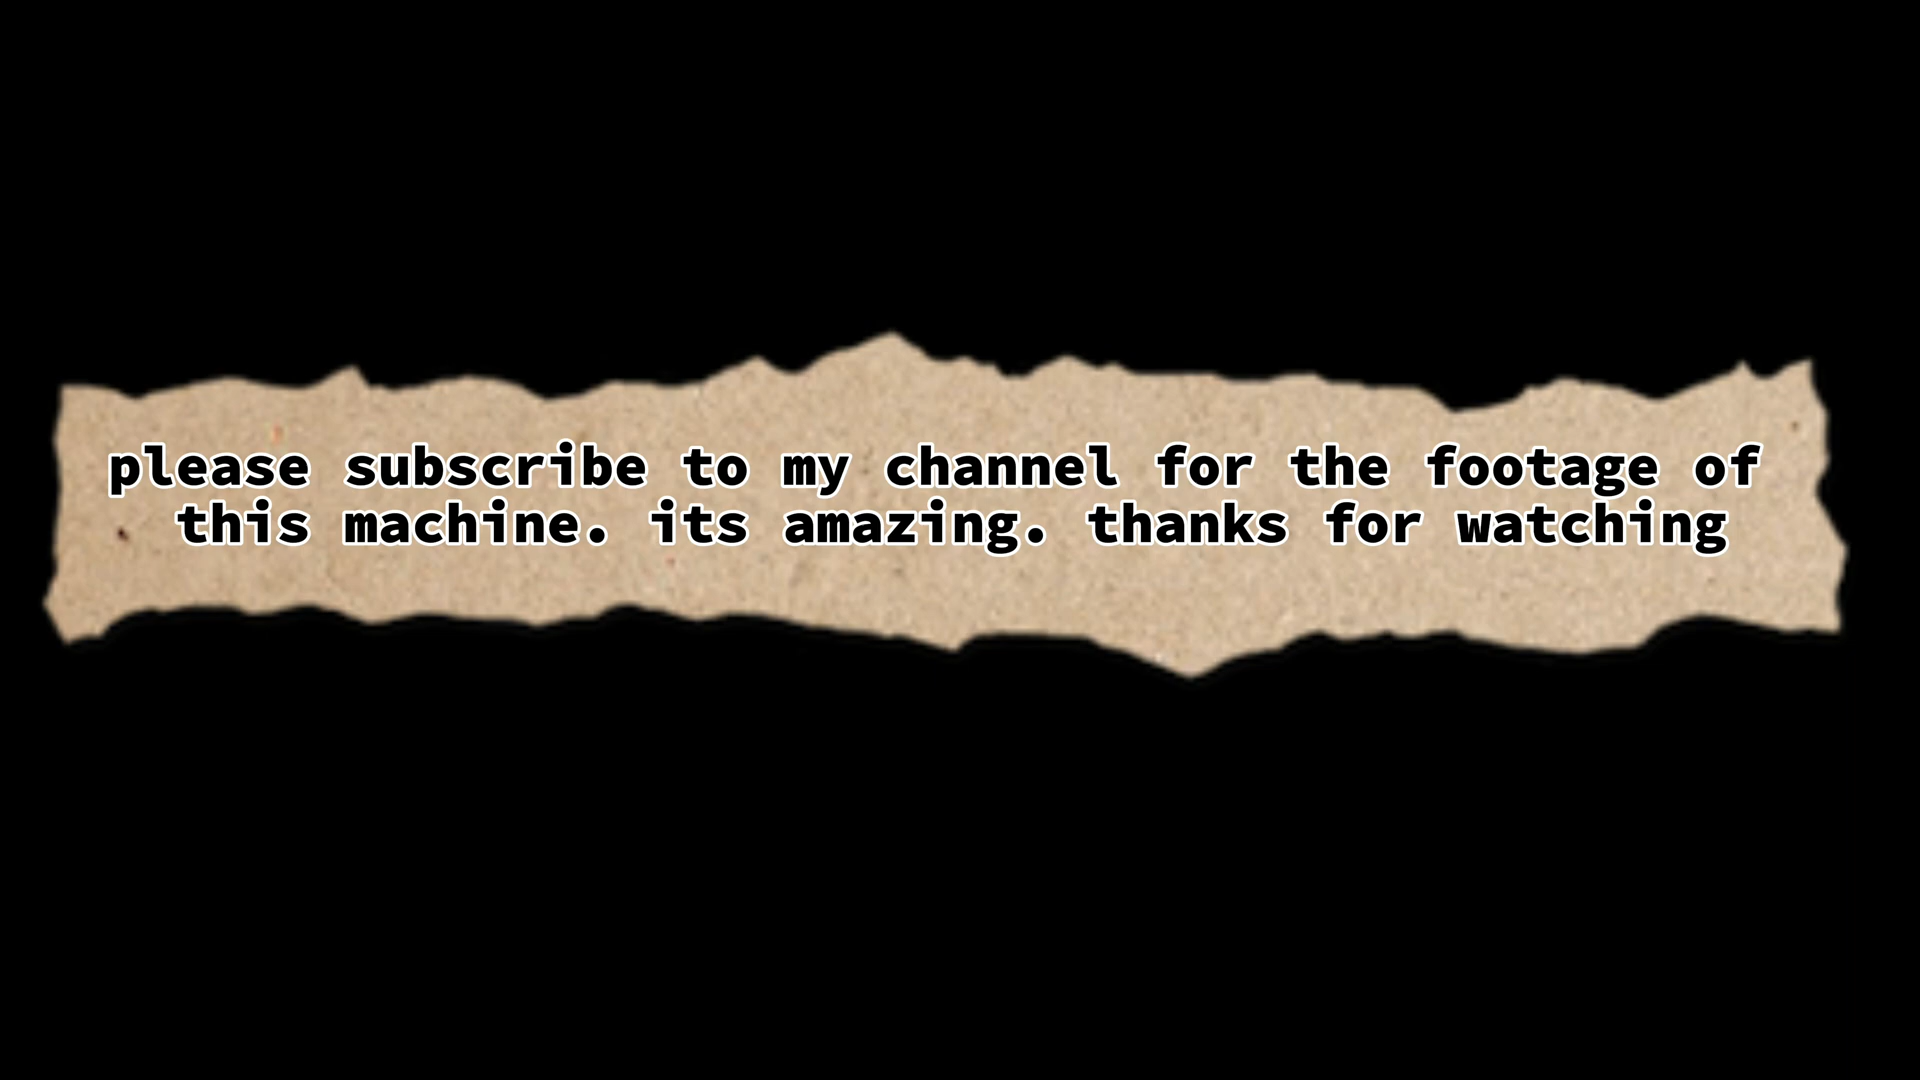 please subscribe to my channel for the footage of
this machine. its amazing. thanks for watching